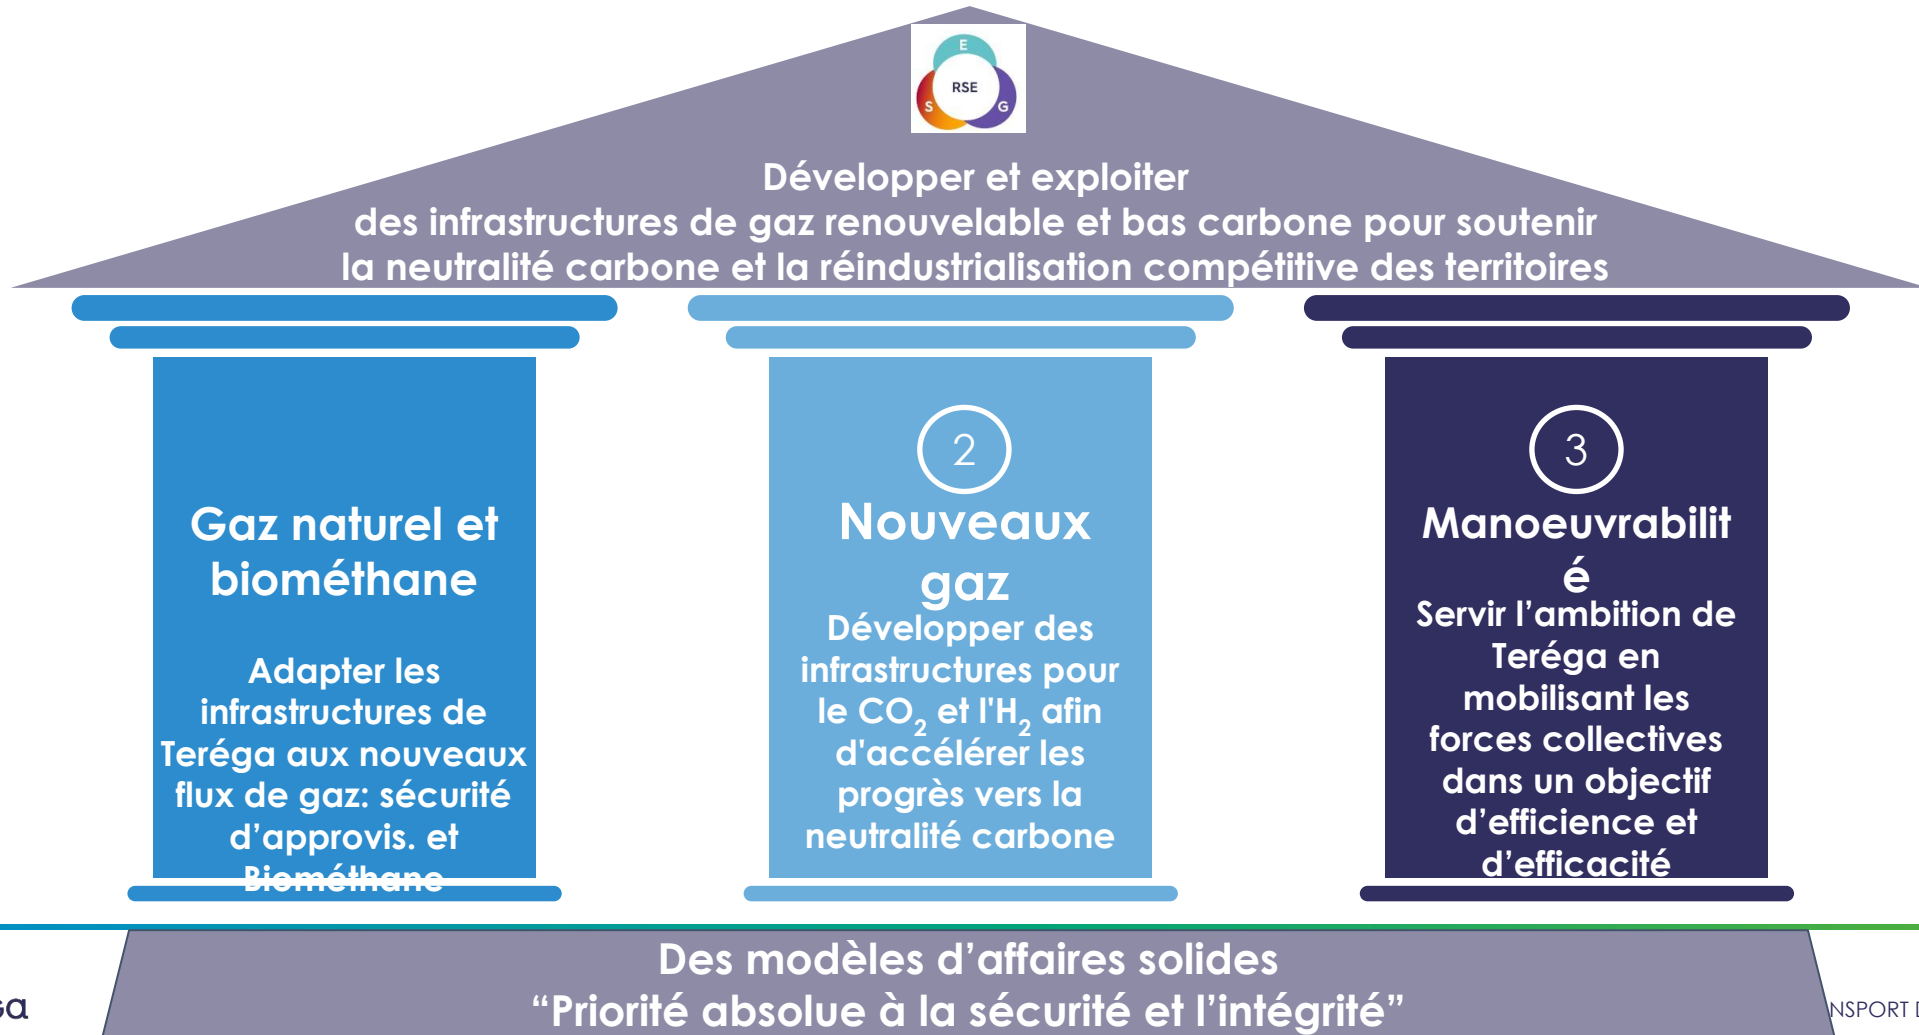 E
RSE
S
G
Développer et exploiter
des infrastructures de gaz renouvelable et bas carbone pour soutenir
la neutralité carbone et la réindustrialisation compétitive des territoires
Gaz naturel et
biométhane
Adapter les
infrastructures de
Teréga aux nouveaux
flux de gaz: sécurité
d’approvis. et
Biométhane
2
Nouveaux
gaz
Développer des
infrastructures pour
le CO₂ et l'H₂ afin
d'accélérer les
progrès vers la
neutralité carbone
3
Manoeuvrabilit
é
Servir l’ambition de
Teréga en
mobilisant les
forces collectives
dans un objectif
d’efficience et
d’efficacité
Des modèles d’affaires solides
“Priorité absolue à la sécurité et l’intégrité”